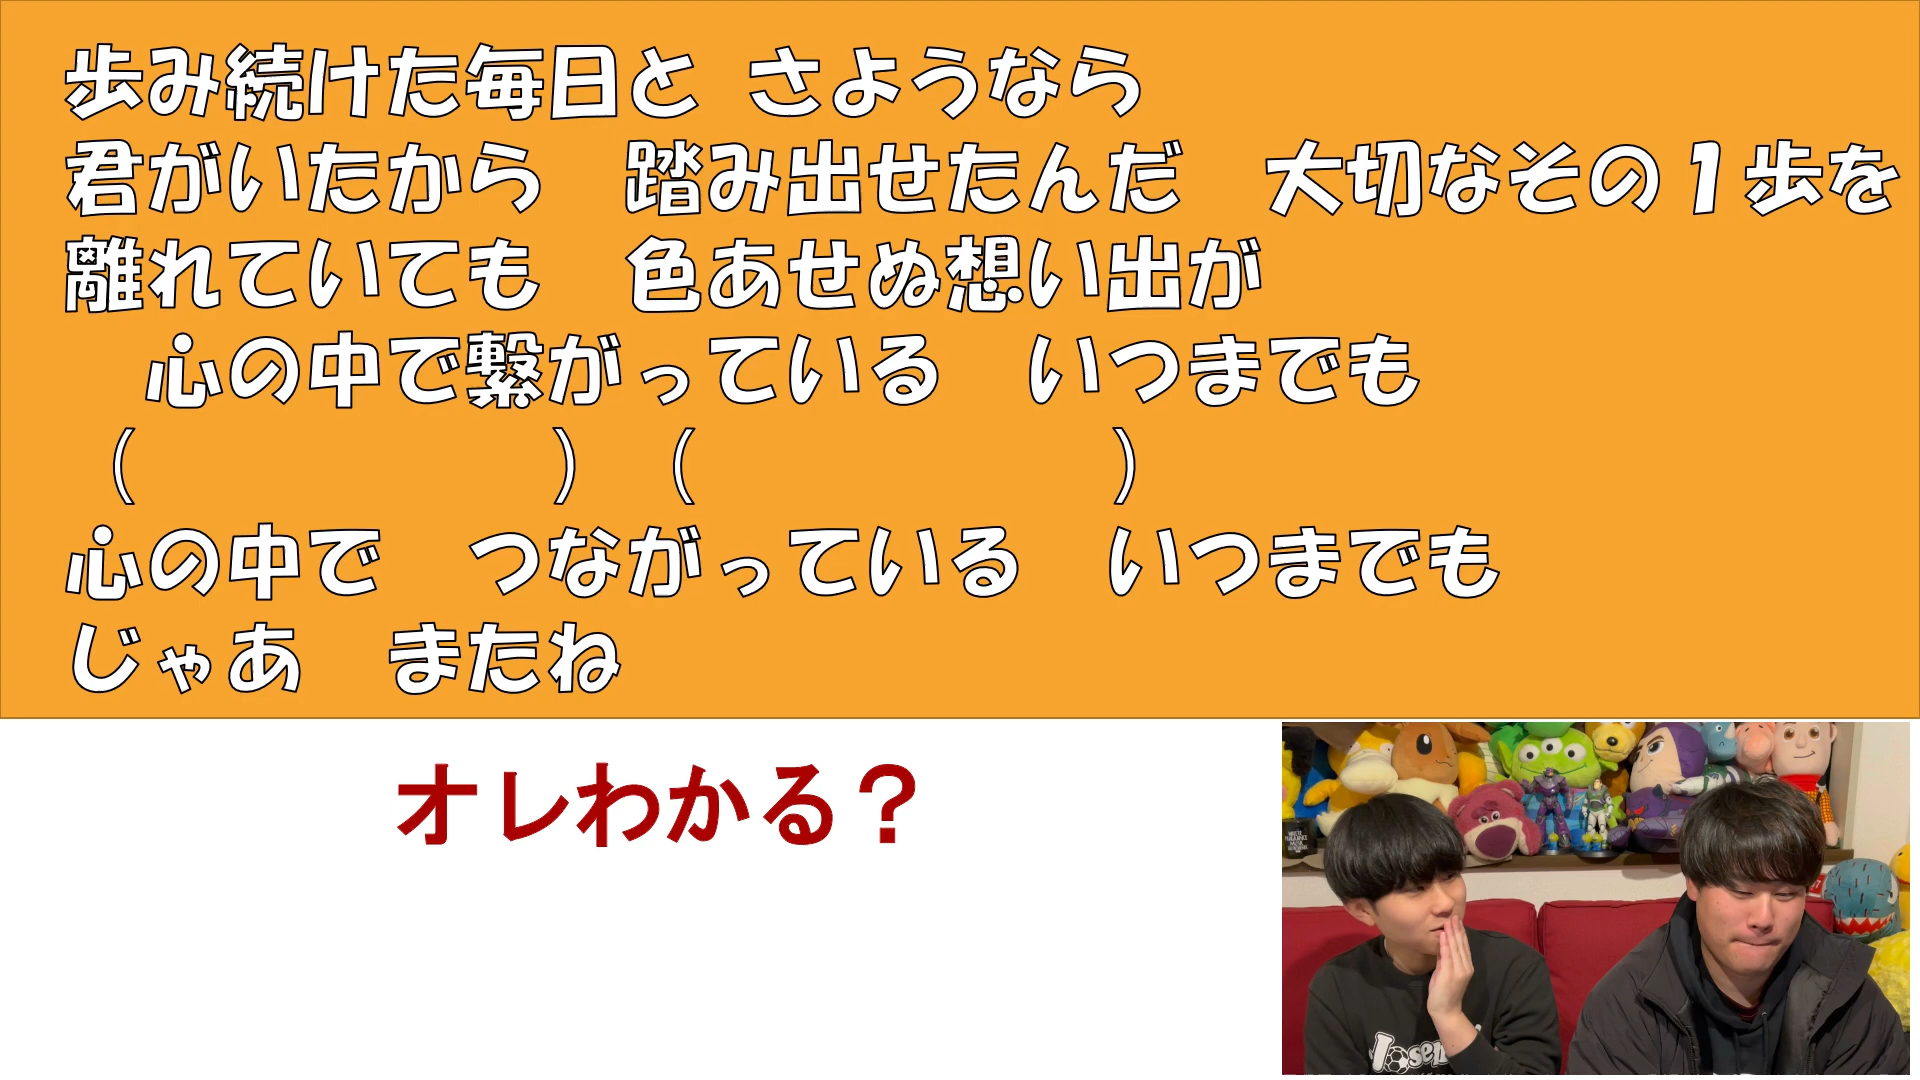 歩み続けた毎日と さようなら
君がいたから　踏み出せたんだ　大切なその１歩を
離れていても　色あせぬ想い出が
　心の中で繋がっている　いつまでも
（　　　　　）（　　　　　）
心の中で　つながっている　いつまでも
じゃあ　またね
オレわかる？